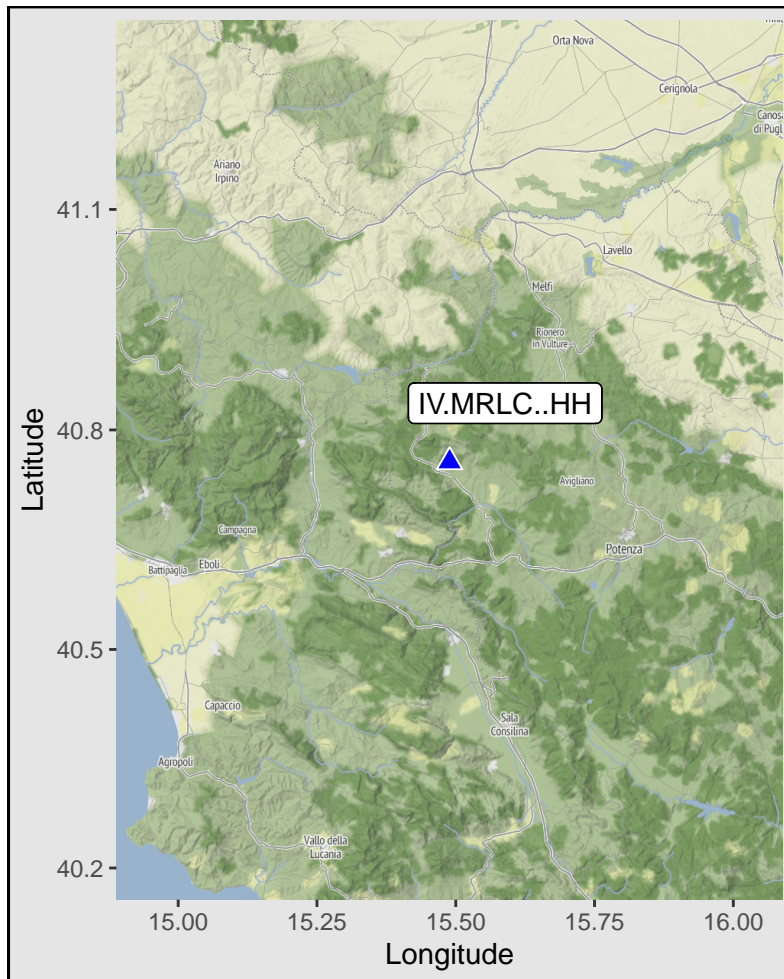 Orta Nova
Cerignola
Canosa
di Pugl
Ariano
Irpino
41.1
Lavello
Melfi
Rionero
in Vulture
IV.MRLC..HH
40.8
Latitude
Avigliano
Campagna
Potenza
Eboli
Battipaglia
40.5
Capaccio
Sala
Consilina
Agropoli
Vallo della
Lucania
40.2
15.00 15.25 15.50 15.75 16.00
Longitude